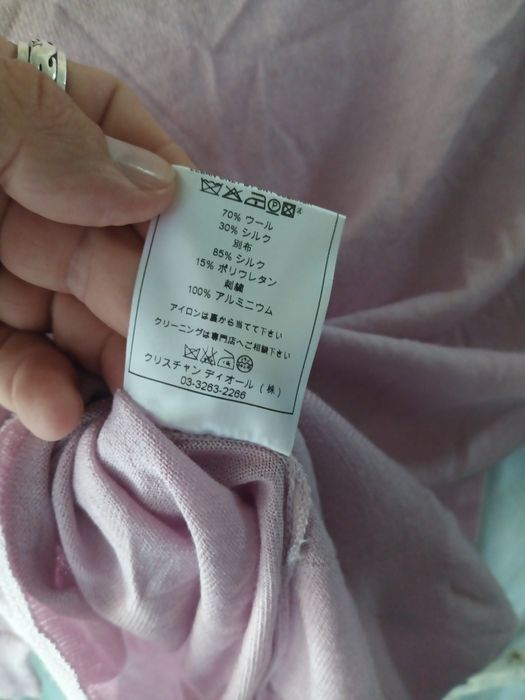 70% ウール
30% シルク
別布
85% シルク
15% ポリウレタン
刺繍
100% アルミニウム
アイロンは裏から当てて下さい
クリーニングは専門店へご相談下さい
クリスチャン ディオール (株)
03-3263-2266